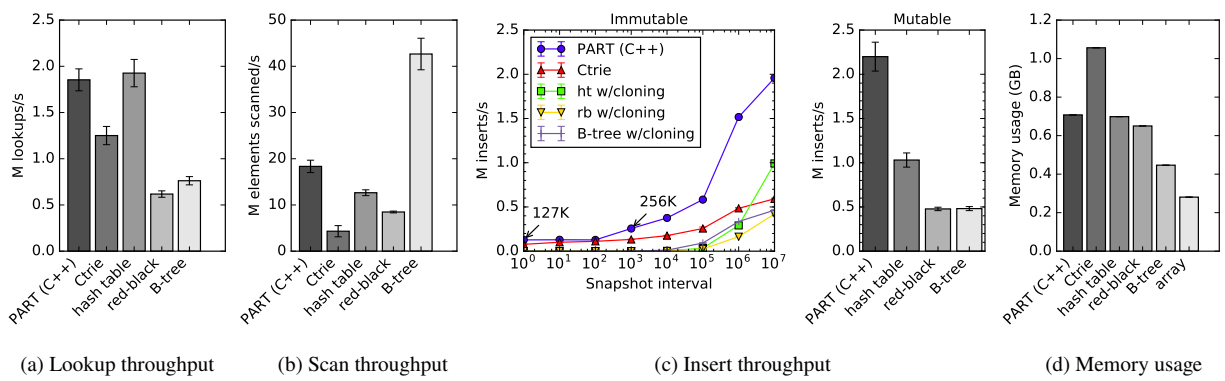 2.5
2.0
1.5
1.0
0.5
0.0
M lookups/s
PART (C++)
Ctrie
hash table
red-black
B-tree
(a) Lookup throughput
50
40
30
20
10
0
M elements scanned/s
PART (C++)
Ctrie
hash table
red-black
B-tree
(b) Scan throughput
Immutable
2.5
2.0
1.5
1.0
0.5
0.0
M inserts/s
PART (C++)
Ctrie
ht w/cloning
rb w/cloning
B-tree w/cloning
127K
256K
10^0 10^1 10^2 10^3 10^4 10^5 10^6 10^7
Snapshot interval
Mutable
2.5
2.0
1.5
1.0
0.5
0.0
M inserts/s
PART (C++)
hash table
red-black
B-tree
(c) Insert throughput
1.2
1.0
0.8
0.6
0.4
0.2
0.0
Memory usage (GB)
PART (C++)
Ctrie
hash table
red-black
B-tree
array
(d) Memory usage